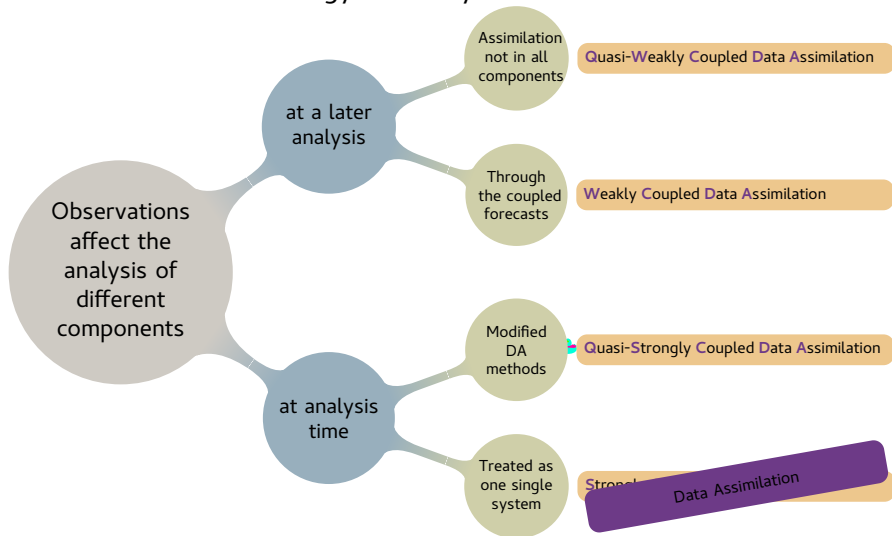 Assimilation
not in all
components
Quasi-Weakly Coupled Data Assimilation
at a later
analysis
Through
the coupled
forecasts
Weakly Coupled Data Assimilation
Observations
affect the
analysis of
different
components
Modified
DA
methods
Quasi-Strongly Coupled Data Assimilation
at analysis
time
Treated as
one single
system
Strongly
Data Assimilation